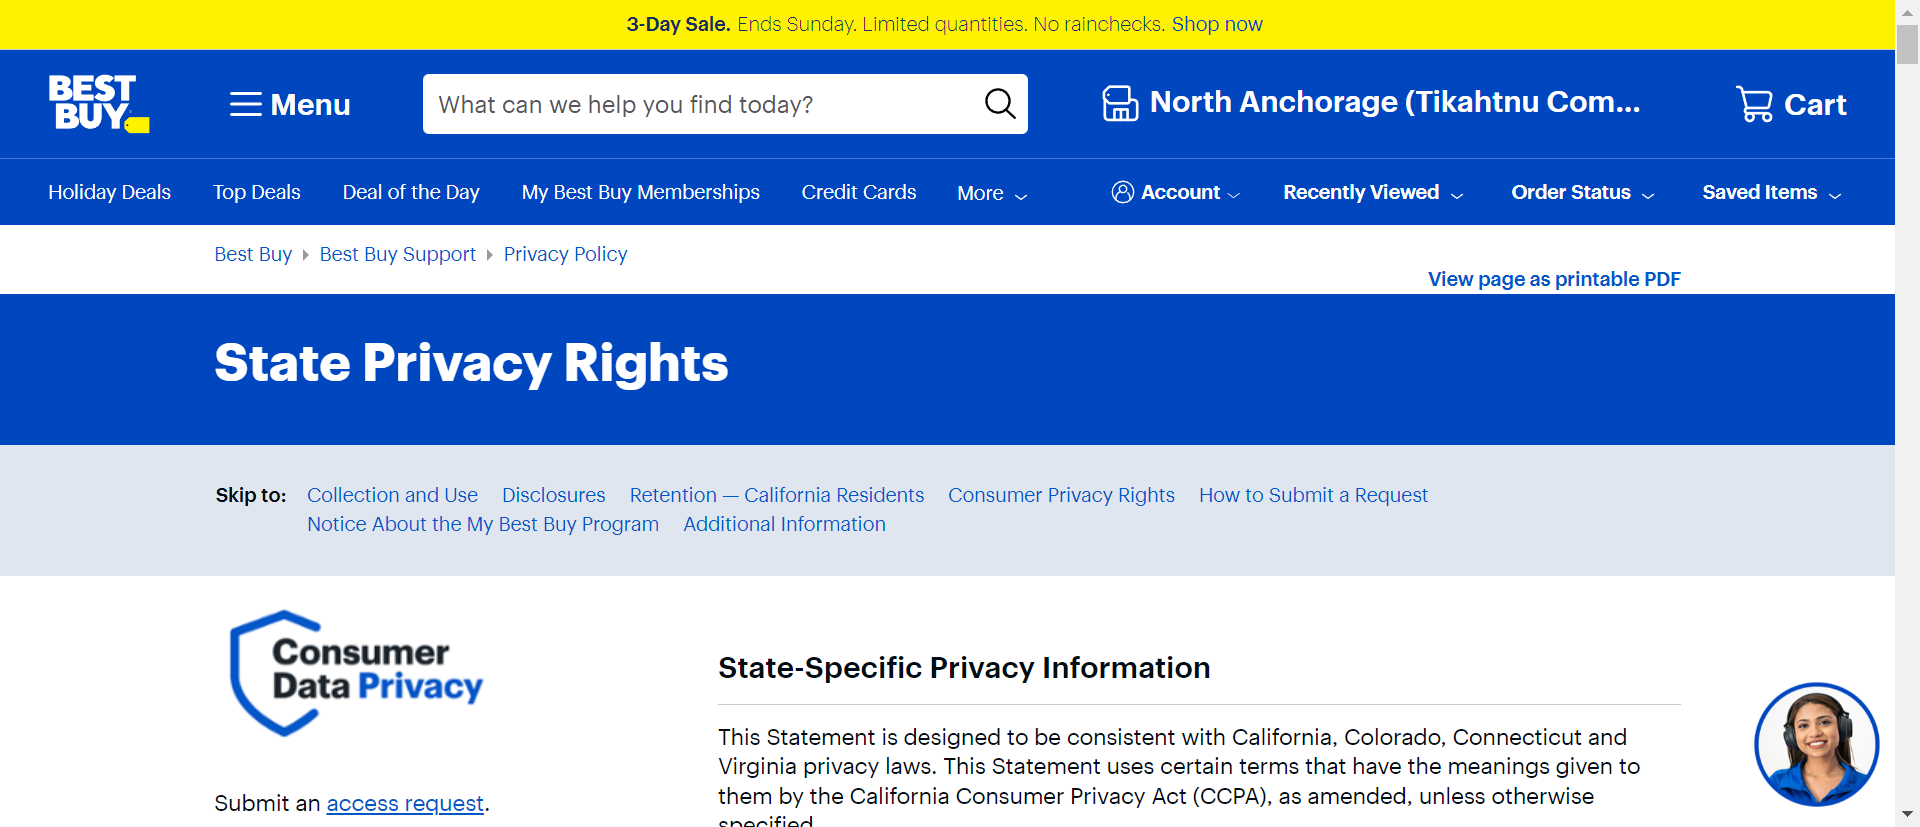 3-Day Sale. Ends Sunday. Limited quantities. No rainchecks. Shop now
BEST BUY
Menu
What can we help you find today?
North Anchorage (Tikahtnu Com...
Cart
Holiday Deals
Top Deals
Deal of the Day
My Best Buy Memberships
Credit Cards
More
Account
Recently Viewed
Order Status
Saved Items
Best Buy
Best Buy Support
Privacy Policy
View page as printable PDF
State Privacy Rights
Skip to: Collection and Use Disclosures Retention — California Residents Consumer Privacy Rights How to Submit a Request
Notice About the My Best Buy Program Additional Information
Consumer
Data Privacy
Submit an access request.
State-Specific Privacy Information
This Statement is designed to be consistent with California, Colorado, Connecticut and
Virginia privacy laws. This Statement uses certain terms that have the meanings given to
them by the California Consumer Privacy Act (CCPA), as amended, unless otherwise
specified.